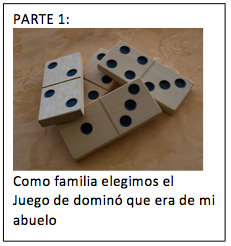 PARTE 1:
Como familia elegimos el
Juego de dominó que era de mi
abuelo